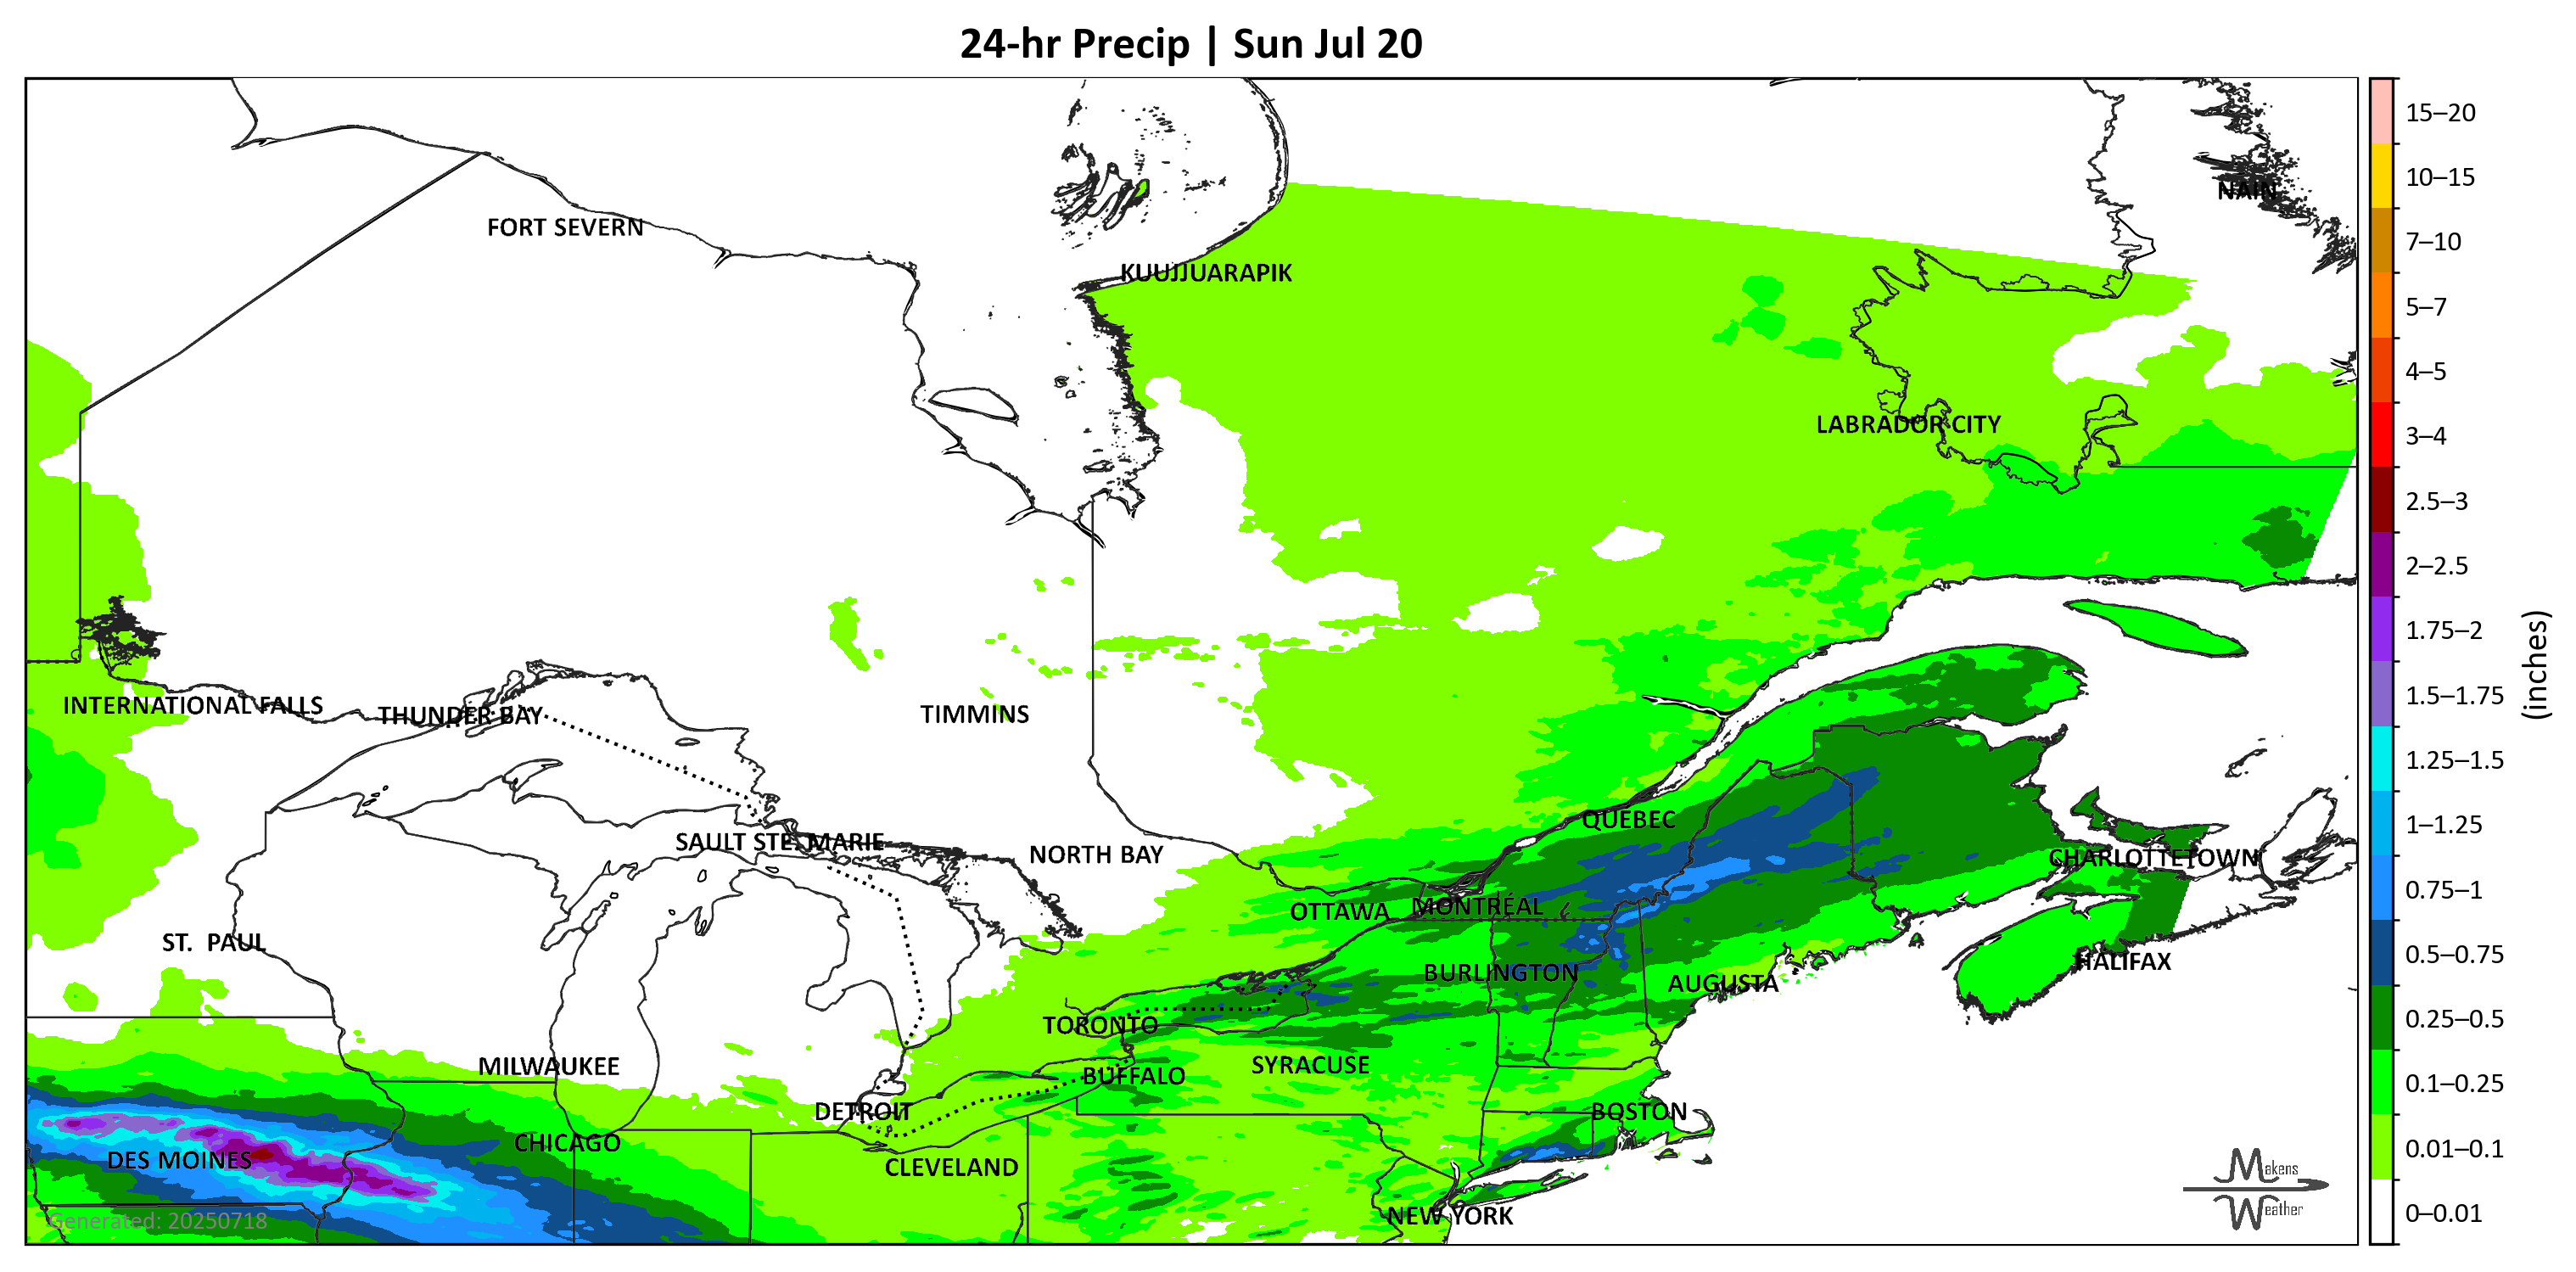 24-hr Precip | Sun Jul 20
NAIN
FORT SEVERN
KUUJJUARAPIK
LABRADOR CITY
INTERNATIONAL FALLS
THUNDER BAY
TIMMINS
QUÉBEC
SAULT STE. MARIE
NORTH BAY
CHARLOTTETOWN
OTTAWA
MONTRÉAL
ST. PAUL
HALIFAX
BURLINGTON
AUGUSTA
TORONTO
MILWAUKEE
SYRACUSE
BUFFALO
DETROIT
BOSTON
CHICAGO
DES MOINES
CLEVELAND
NEW YORK
Generated: 20250718
Makens
Weather
15–20
10–15
7–10
5–7
4–5
3–4
2.5–3
2–2.5
1.75–2
1.5–1.75
1.25–1.5
1–1.25
0.75–1
0.5–0.75
0.25–0.5
0.1–0.25
0.01–0.1
0–0.01
(inches)